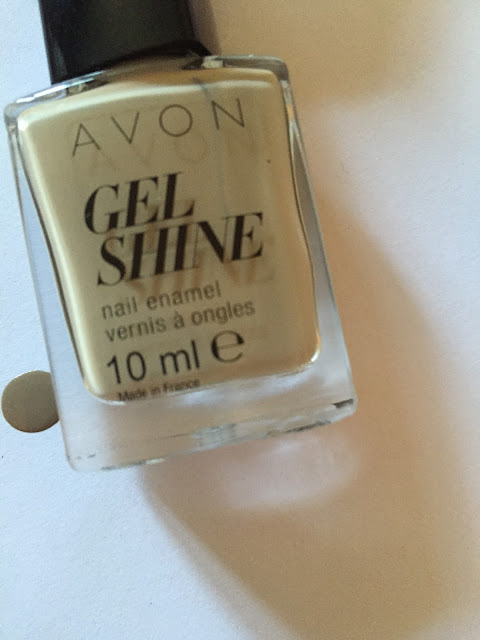 AVON
GEL
SHINE
nail enamel
vernis à ongles
10 ml ℮
Made in France